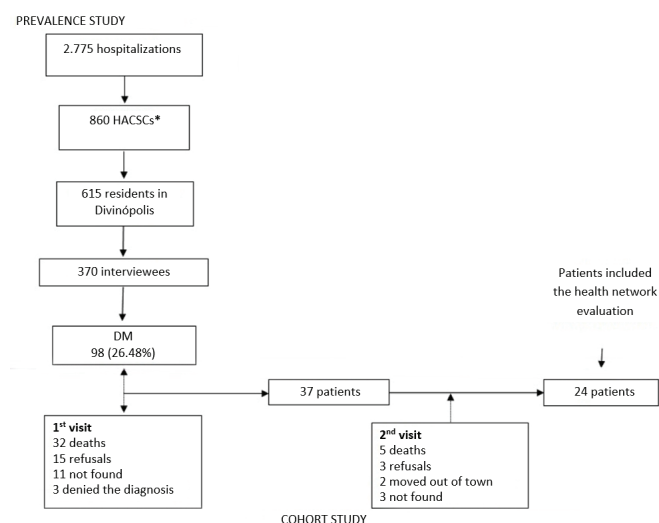 PREVALENCE STUDY
2.775 hospitalizations
860 HACSCs*
615 residents in
Divinópolis
370 interviewees
Patients included
the health network
evaluation
DM
98 (26.48%)
37 patients
24 patients
1st visit
32 deaths
15 refusals
11 not found
3 denied the diagnosis
2nd visit
5 deaths
3 refusals
2 moved out of town
3 not found
COHORT STUDY